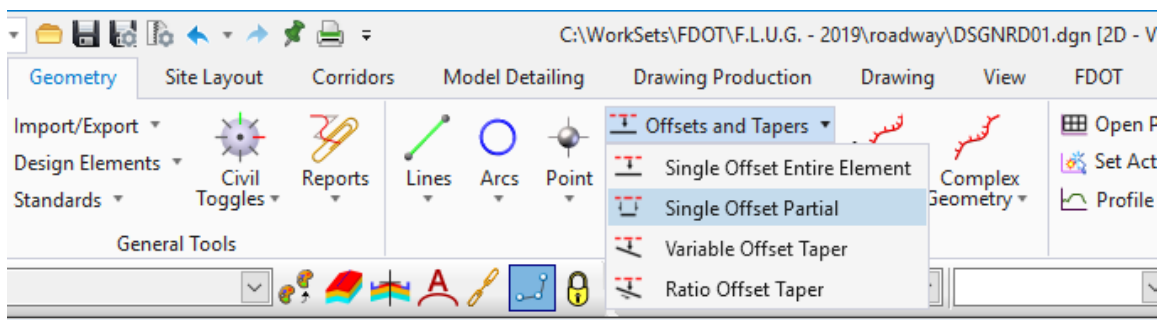 C:\WorkSets\FDOT\F.L.U.G. - 2019\roadway\DSGNRD01.dgn [2D - V
Geometry Site Layout Corridors Model Detailing Drawing Production Drawing View FDOT
Import/Export
Design Elements
Standards
Civil
Toggles
Reports
Lines
Arcs
Point
Offsets and Tapers
Single Offset Entire Element
Single Offset Partial
Variable Offset Taper
Ratio Offset Taper
Complex
Geometry
Open P
Set Act
Profile
General Tools
A